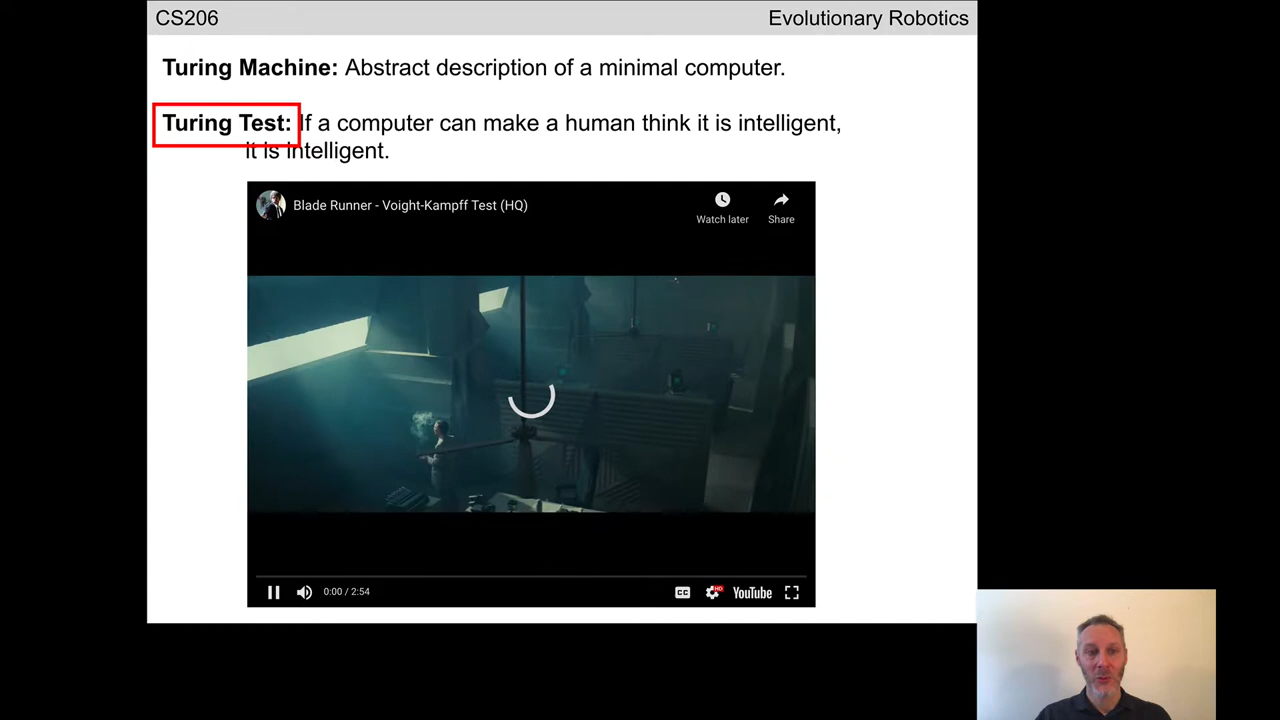 CS206
Evolutionary Robotics
Turing Machine: Abstract description of a minimal computer.
Turing Test: If a computer can make a human think it is intelligent,
it is intelligent.
Blade Runner - Voight-Kampff Test (HQ)
Watch later
Share
0:00 / 2:54
CC
HD
YouTube